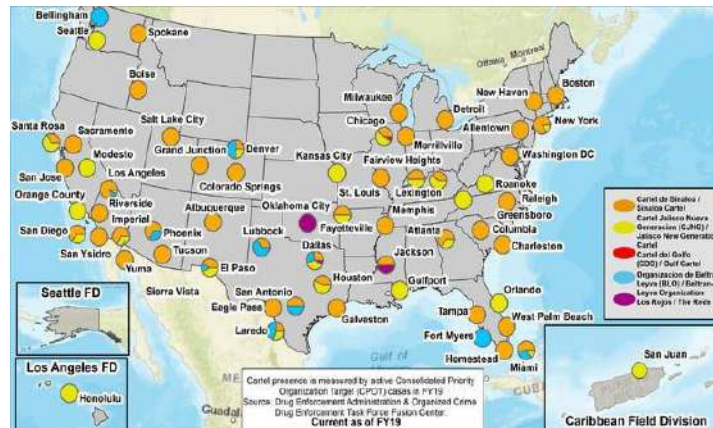 Bellingham
Seattle
Spokane
Boise
Ottawa
Montreal
Boston
New Haven
Milwaukee
Detroit
New York
Chicago
Allentown
Salt Lake City
Santa Rosa
Sacramento
Grand Junction
Denver
Morrillville
Washington DC
Modesto
Kansas City
Fairview Heights
San Jose
Los Angeles
Colorado Springs
St. Louis
Lexington
Roanoke
Orange County
Riverside
Albuquerque
Oklahoma City
Raleigh
Memphis
Greensboro
Imperial
Fayetteville
San Diego
Phoenix
Lubbock
Atlanta
Columbia
Dallas
Jackson
Charleston
San Ysidro
Tucson
El Paso
Houston
Gulfport
Yuma
Orlando
Sierra Vista
San Antonio
Seattle FD
Eagle Pass
Tampa
West Palm Beach
Galveston
Fort Myers
San Juan
Laredo
Homestead
Miami
Los Angeles FD
Gulf of
CUB
Honolulu
Guadal
Caribbean Field Division
Cartel de Sinaloa /
Sinaloa Cartel
Cartel Jalisco Nueva
Generacion (CJNG) /
Jalisco New Generation
Cartel
Cartel del Golfo
(CDG) / Gulf Cartel
Organizacion de Beltran
Leyva (BLO) / Beltran-
Leyva Organization
Los Rojos / The Reds
Cartel presence is measured by active Consolidated Priority
Organization Target (CPOT) cases in FY19
Source: Drug Enforcement Administration & Organized Crime
Drug Enforcement Task Force Fusion Center.
Current as of FY19